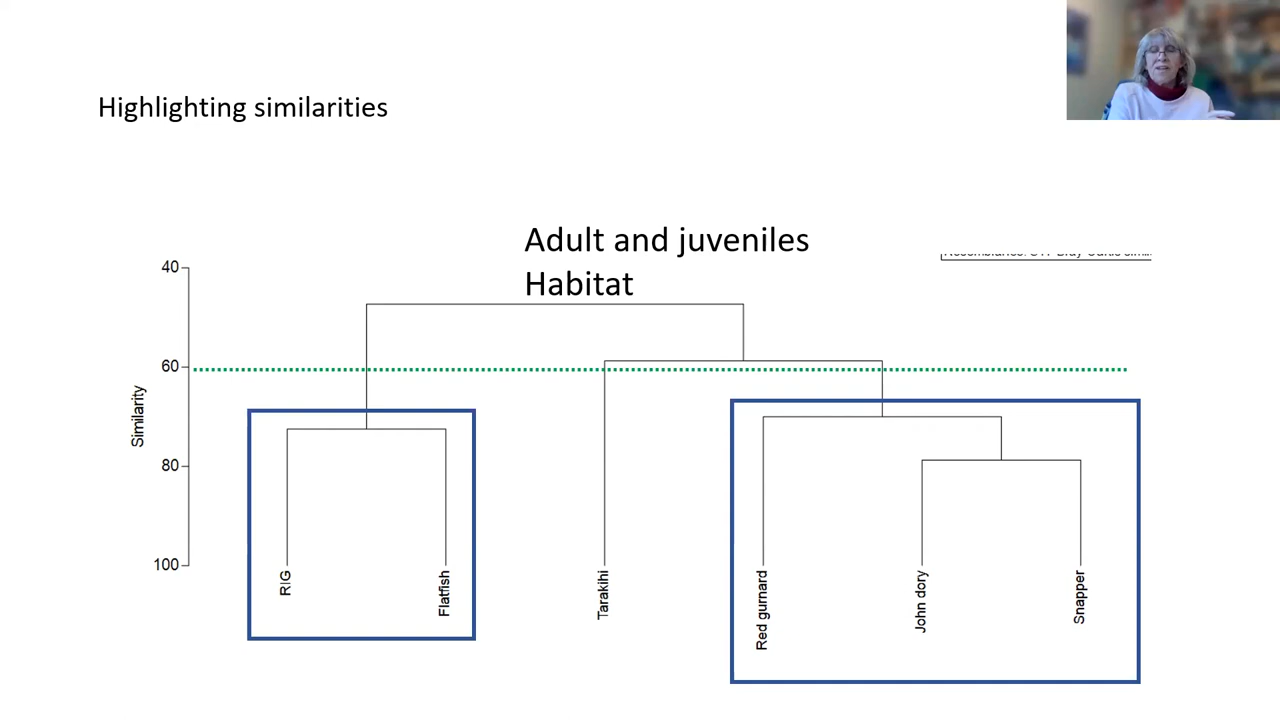 Highlighting similarities
Adult and juveniles
Habitat
40
60
80
100
Similarity
RIG
Flatfish
Tarakihi
Red gurnard
John dory
Snapper